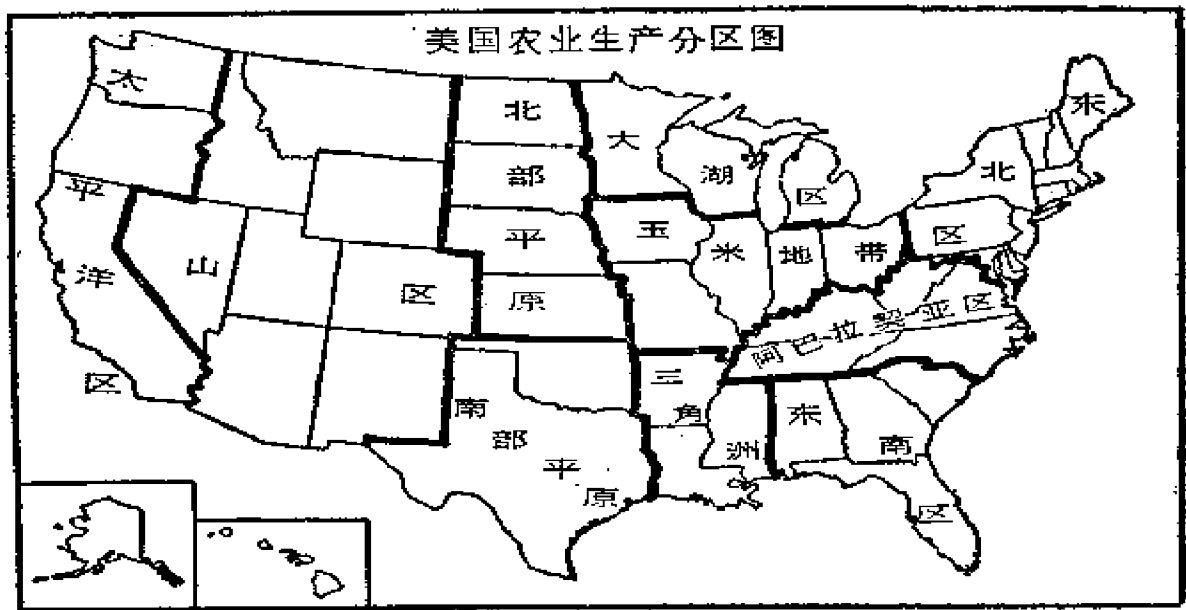 美国农业生产分区图
太平洋区
山区
北部平原
南部平原
大湖区
玉米地带
东北区
阿巴拉契亚区
三角洲
东南区